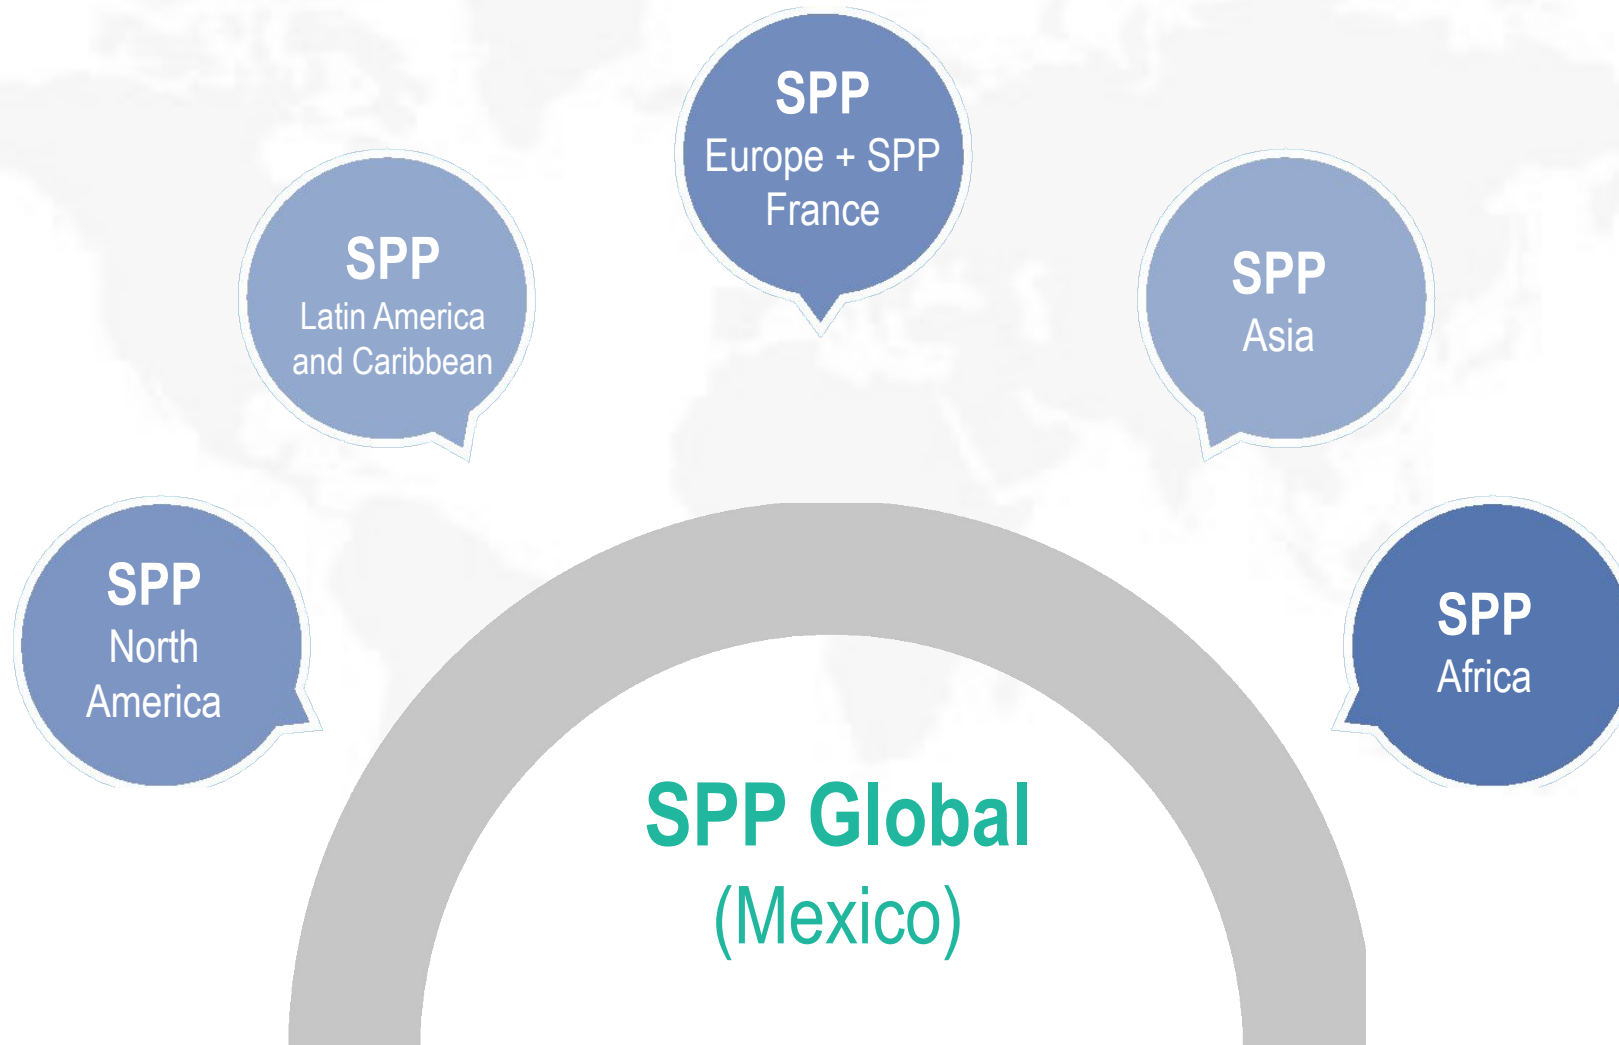 SPP
Europe + SPP
France
SPP
Latin America
and Caribbean
SPP
Asia
SPP
North
America
SPP
Africa
SPP Global
(Mexico)